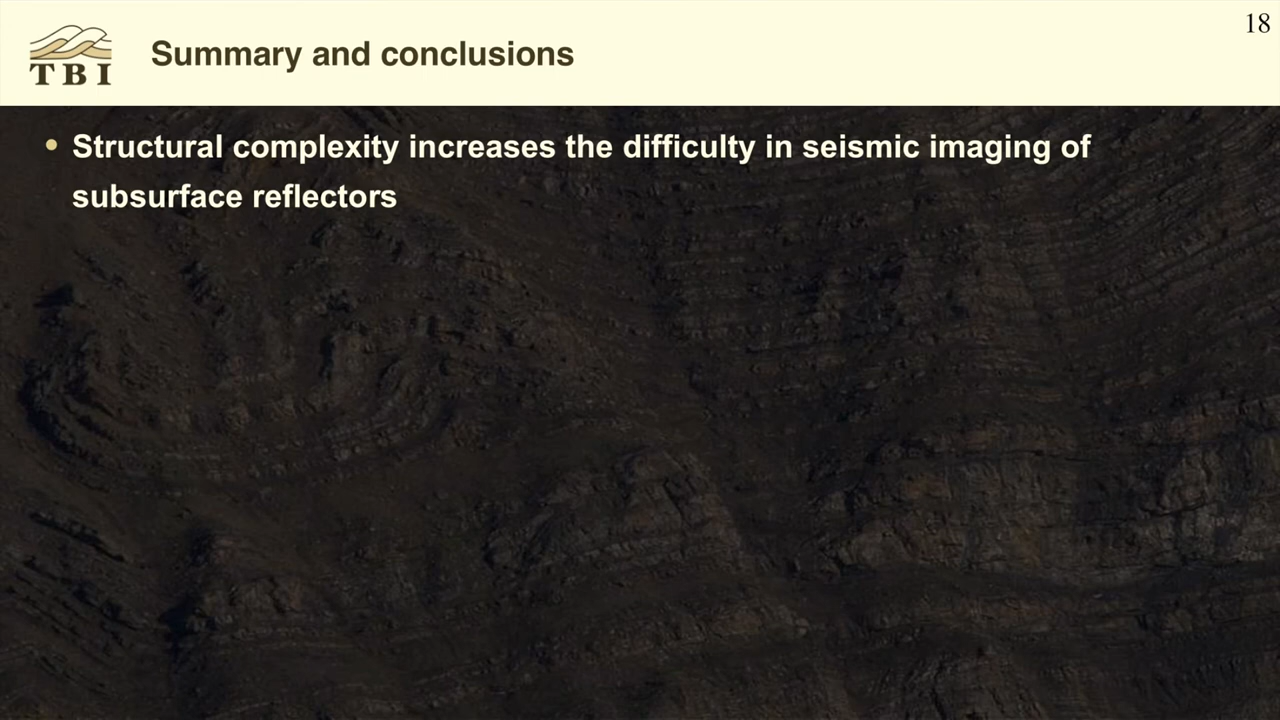 18
TBI
Summary and conclusions
• Structural complexity increases the difficulty in seismic imaging of
subsurface reflectors